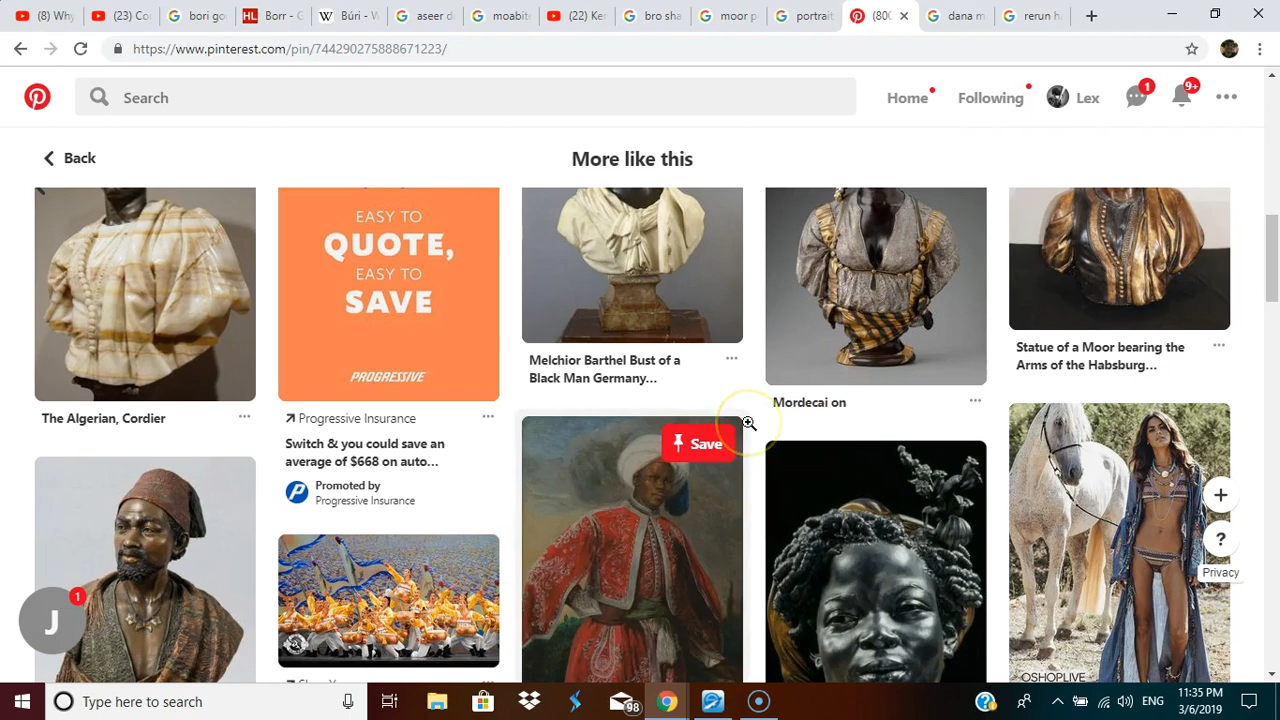 (8) Why
(23) Co
bori go
Borr - G
Búri - W
aseer d
moabite
(22) Ker
bro sha
moor p
portrait
(800
dana m
rerun h
https://www.pinterest.com/pin/744290275888671223/
Search
Home
Following
Lex
1
9+
Back
More like this
EASY TO
QUOTE,
EASY TO
SAVE
PROGRESSIVE
The Algerian, Cordier
Progressive Insurance
Switch & you could save an
average of $668 on auto...
Promoted by
Progressive Insurance
Melchior Barthel Bust of a
Black Man Germany...
Mordecai on
Statue of a Moor bearing the
Arms of the Habsburg...
Save
+
?
Privacy
OSHOPLIVE
J
1
Type here to search
98
ENG
11:35 PM
3/6/2019